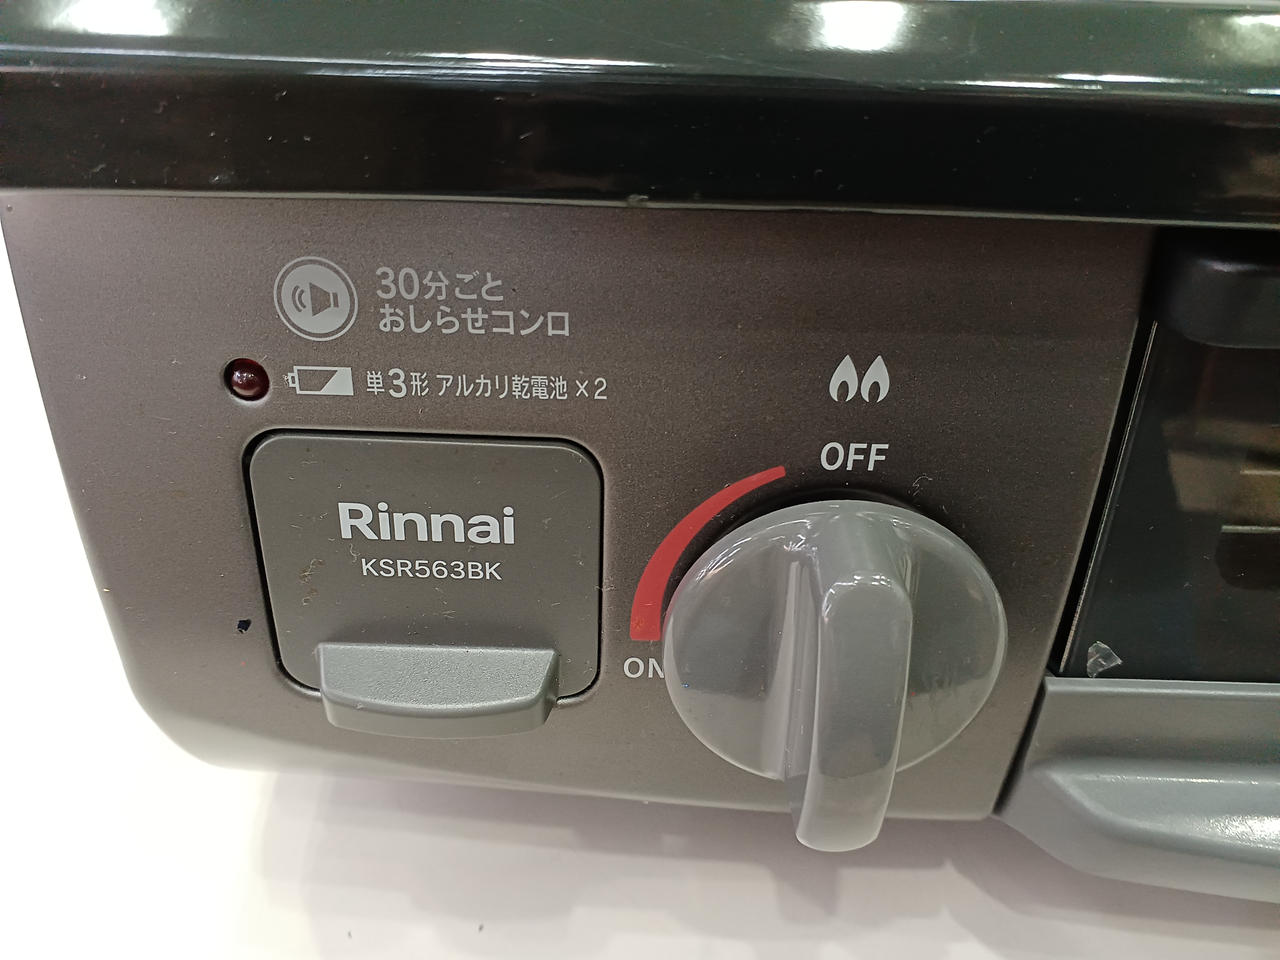 30分ごと
おしらせコンロ
単3形 アルカリ乾電池×2
OFF
Rinnai
KSR563BK
ON